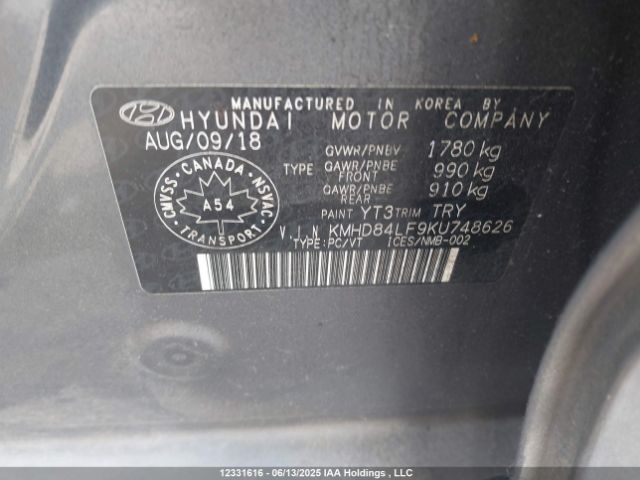 MANUFACTURED IN KOREA BY
HYUNDAI MOTOR COMPANY
AUG/09/18
GVWR/PNBV 1780 kg
TYPE GAWR/PNBE FRONT 990 kg
GAWR/PNBE REAR 910 kg
CMVSS · CANADA · NSVAC
A54
TRANSPORT
PAINT YT3 TRIM TRY
V.I.N KMHD84LF9KU748626
TYPE:PC/VT ICES/NMB-002
12331616 - 06/13/2025 IAA Holdings , LLC